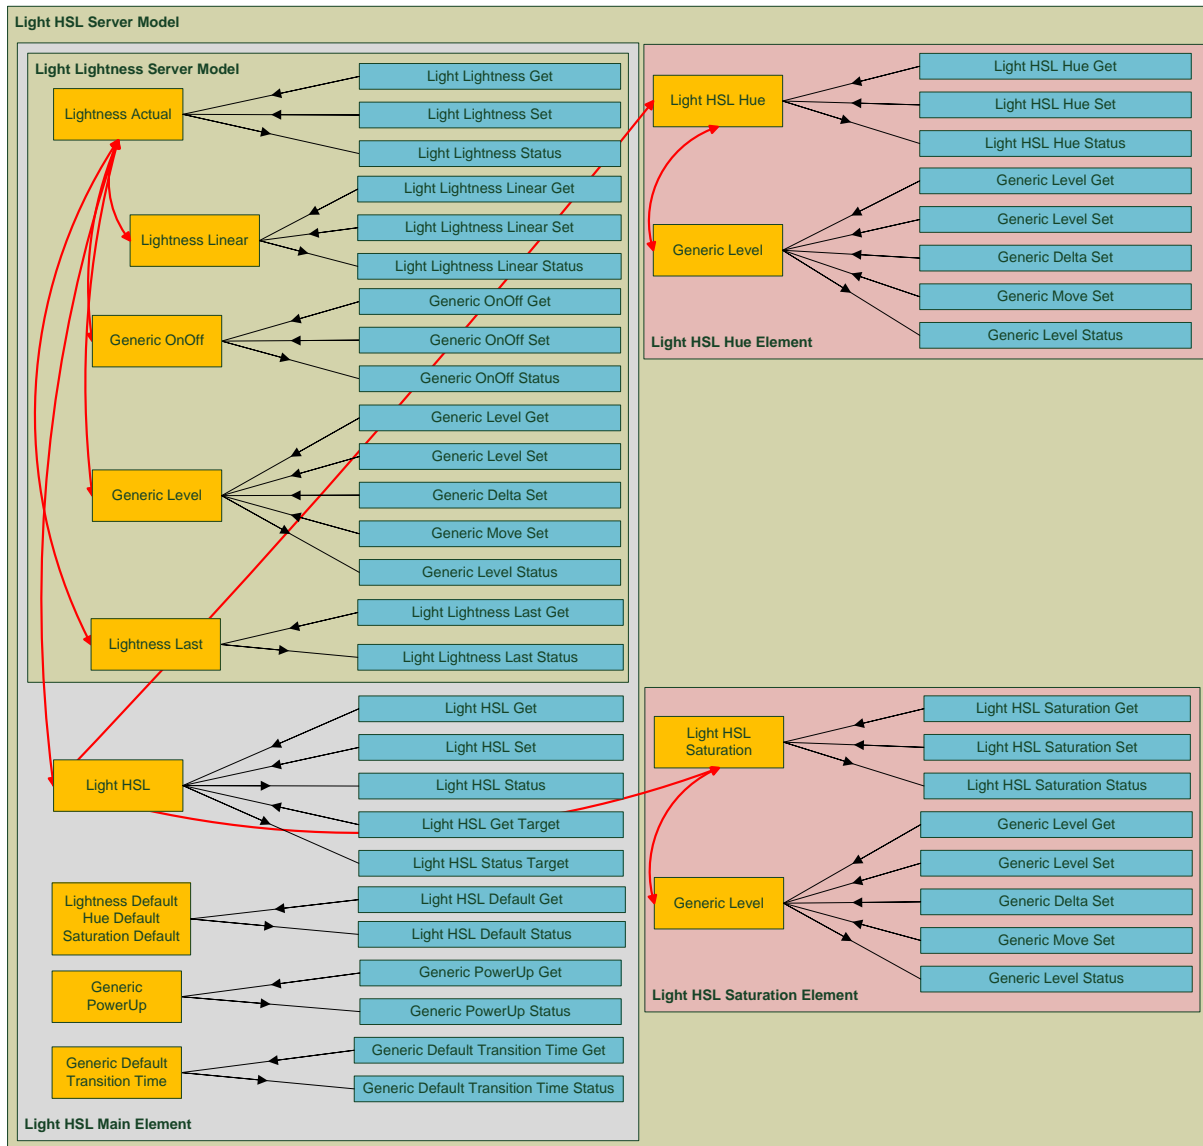 Light HSL Server Model
Light Lightness Server Model
Lightness Actual
Light Lightness Get
Light Lightness Set
Light Lightness Status
Lightness Linear
Light Lightness Linear Get
Light Lightness Linear Set
Light Lightness Linear Status
Generic OnOff
Generic OnOff Get
Generic OnOff Set
Generic OnOff Status
Generic Level
Generic Level Get
Generic Level Set
Generic Delta Set
Generic Move Set
Generic Level Status
Lightness Last
Light Lightness Last Get
Light Lightness Last Status
Light HSL
Light HSL Get
Light HSL Set
Light HSL Status
Light HSL Get Target
Light HSL Status Target
Lightness Default
Hue Default
Saturation Default
Light HSL Default Get
Light HSL Default Status
Generic
PowerUp
Generic PowerUp Get
Generic PowerUp Status
Generic Default
Transition Time
Generic Default Transition Time Get
Generic Default Transition Time Status
Light HSL Main Element
Light HSL Hue
Light HSL Hue Get
Light HSL Hue Set
Light HSL Hue Status
Generic Level
Generic Level Get
Generic Level Set
Generic Delta Set
Generic Move Set
Generic Level Status
Light HSL Hue Element
Light HSL
Saturation
Light HSL Saturation Get
Light HSL Saturation Set
Light HSL Saturation Status
Generic Level
Generic Level Get
Generic Level Set
Generic Delta Set
Generic Move Set
Generic Level Status
Light HSL Saturation Element